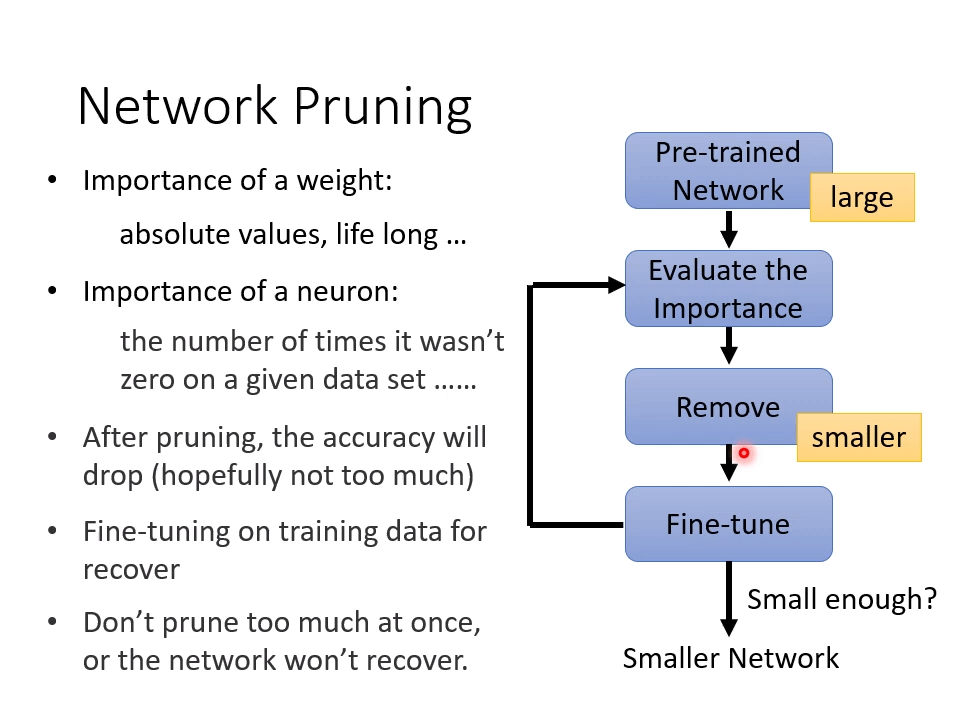 Network Pruning
• Importance of a weight:
absolute values, life long …
• Importance of a neuron:
the number of times it wasn’t
zero on a given data set ……
• After pruning, the accuracy will
drop (hopefully not too much)
• Fine-tuning on training data for
recover
• Don’t prune too much at once,
or the network won’t recover.
Pre-trained
Network
large
Evaluate the
Importance
Remove
smaller
Fine-tune
Small enough?
Smaller Network